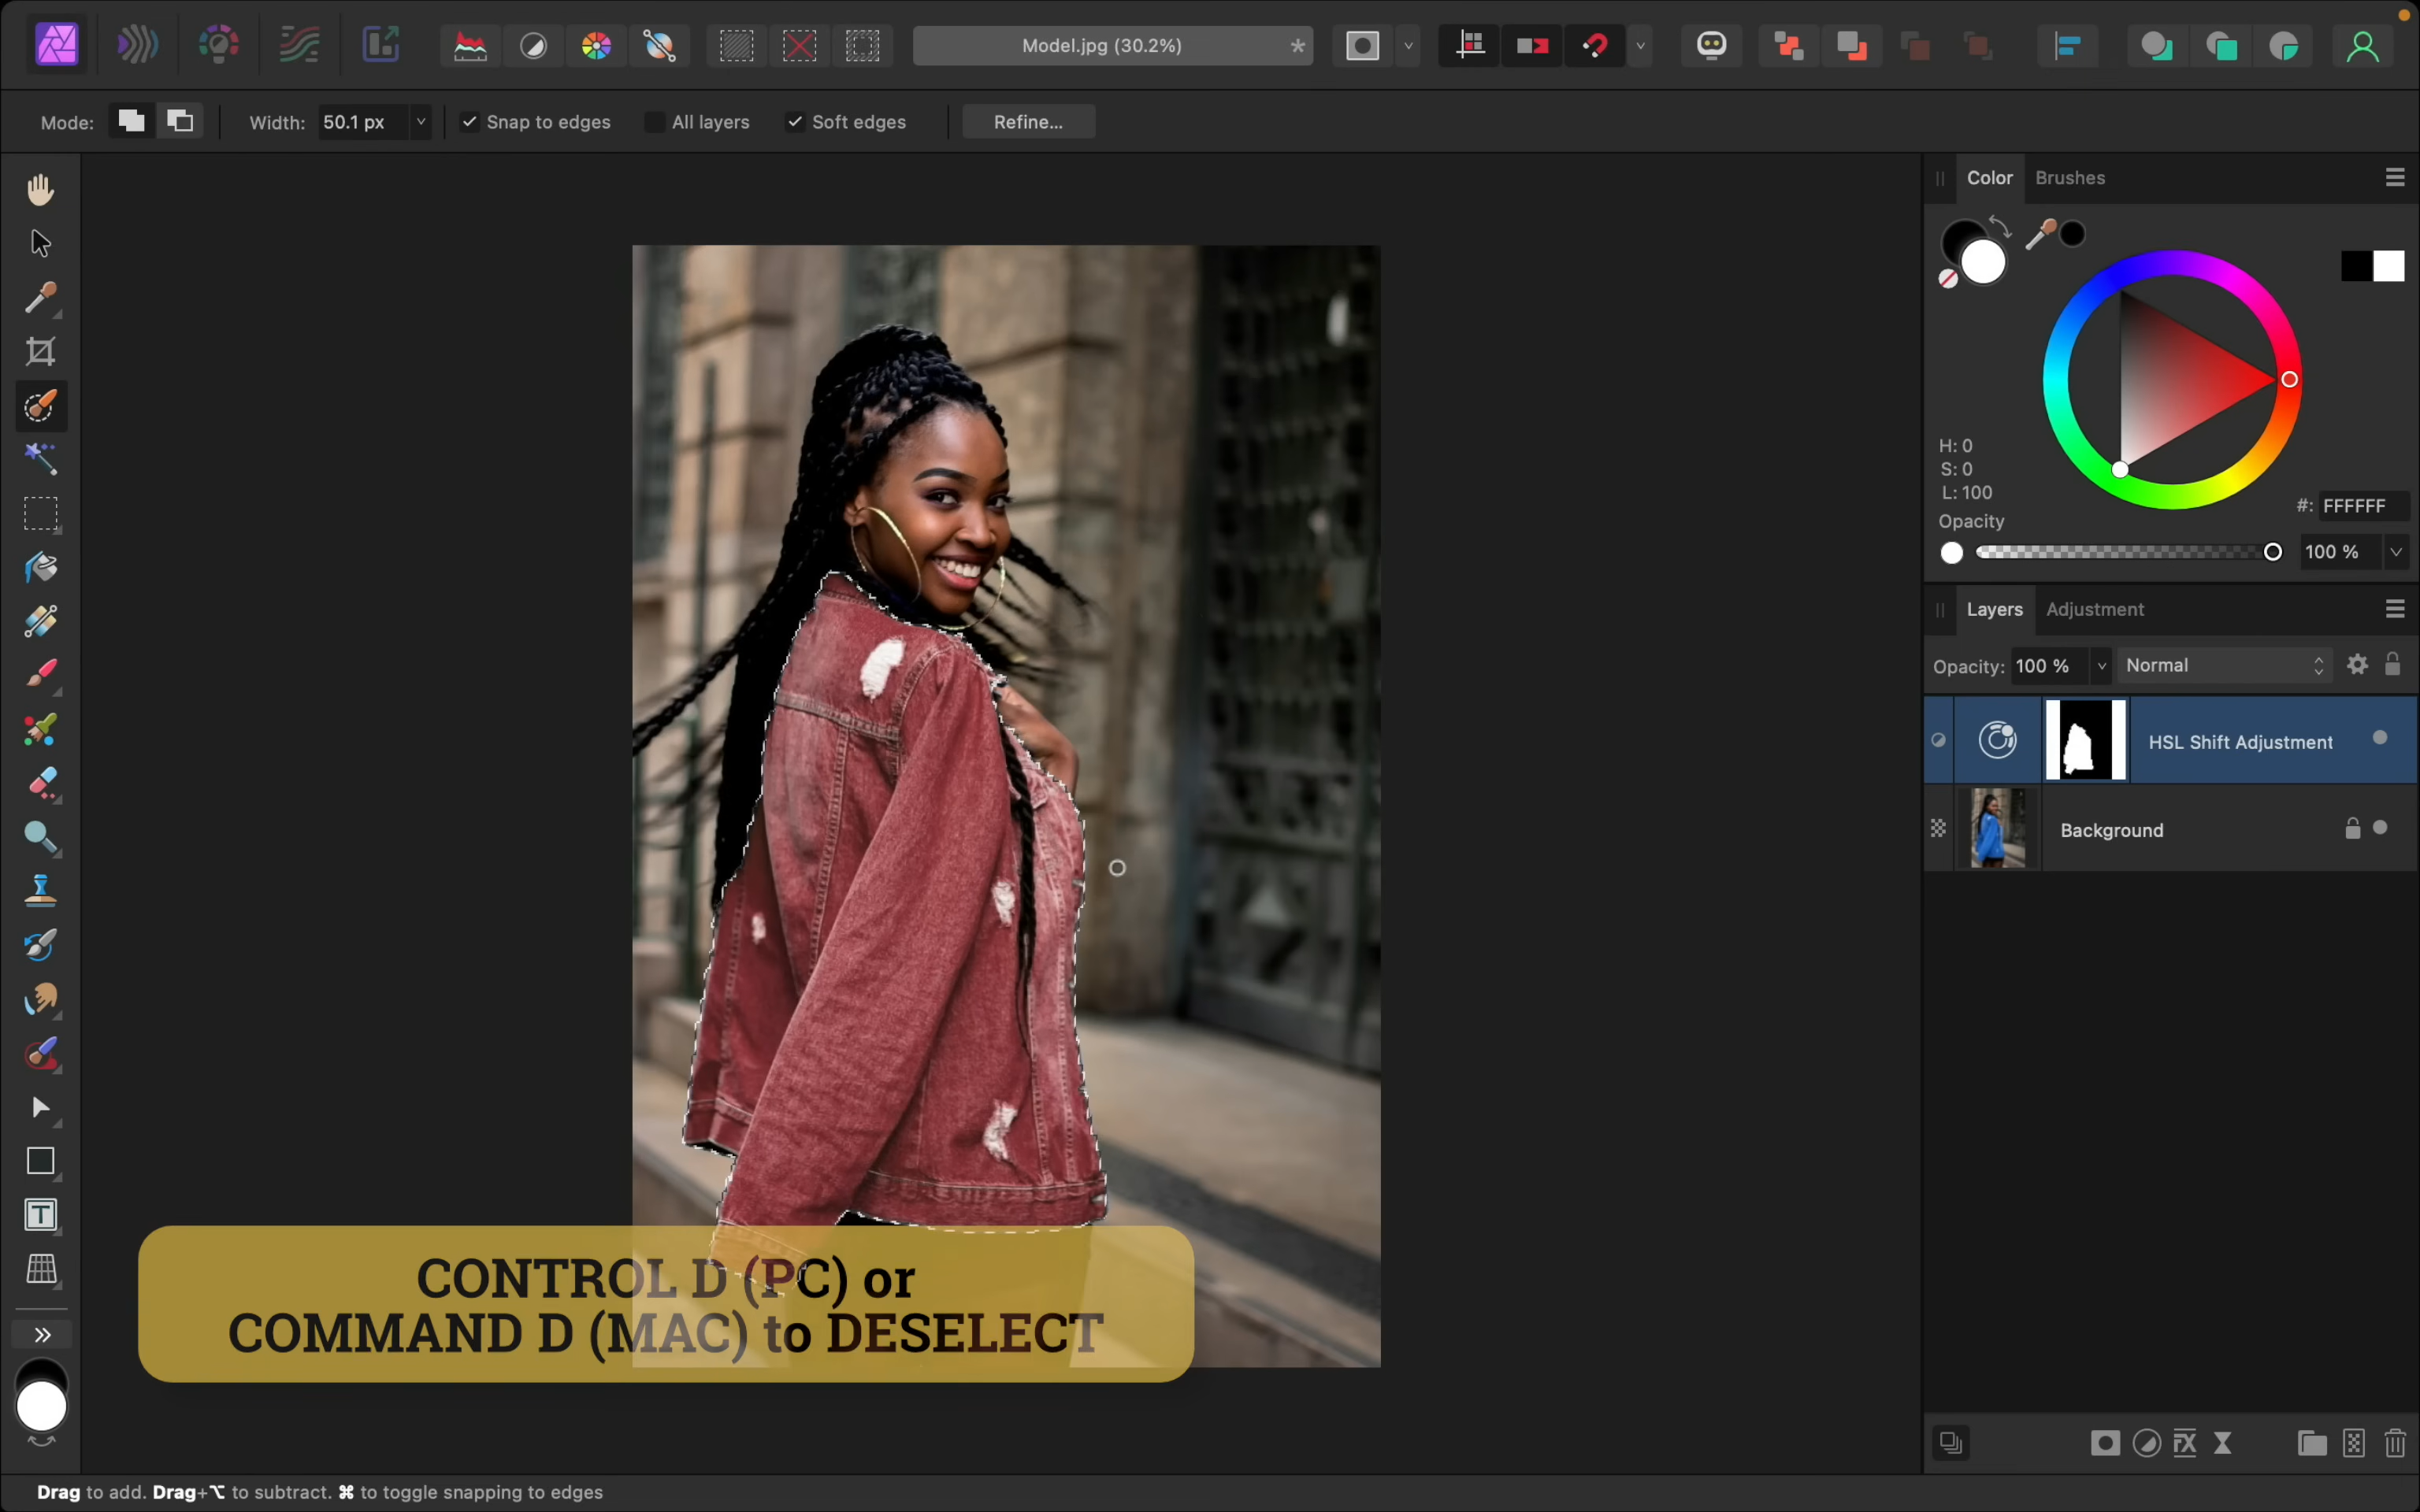 Model.jpg (30.2%)
*
Mode:
Width: 50.1 px
Snap to edges
All layers
Soft edges
Refine...
Color
Brushes
H: 0
S: 0
L: 100
#: FFFFFF
Opacity
100 %
Layers
Adjustment
Opacity: 100 %
Normal
HSL Shift Adjustment
Background
CONTROL D (PC) or
COMMAND D (MAC) to DESELECT
T
FX
Drag to add. Drag+⌥ to subtract. ⌘ to toggle snapping to edges